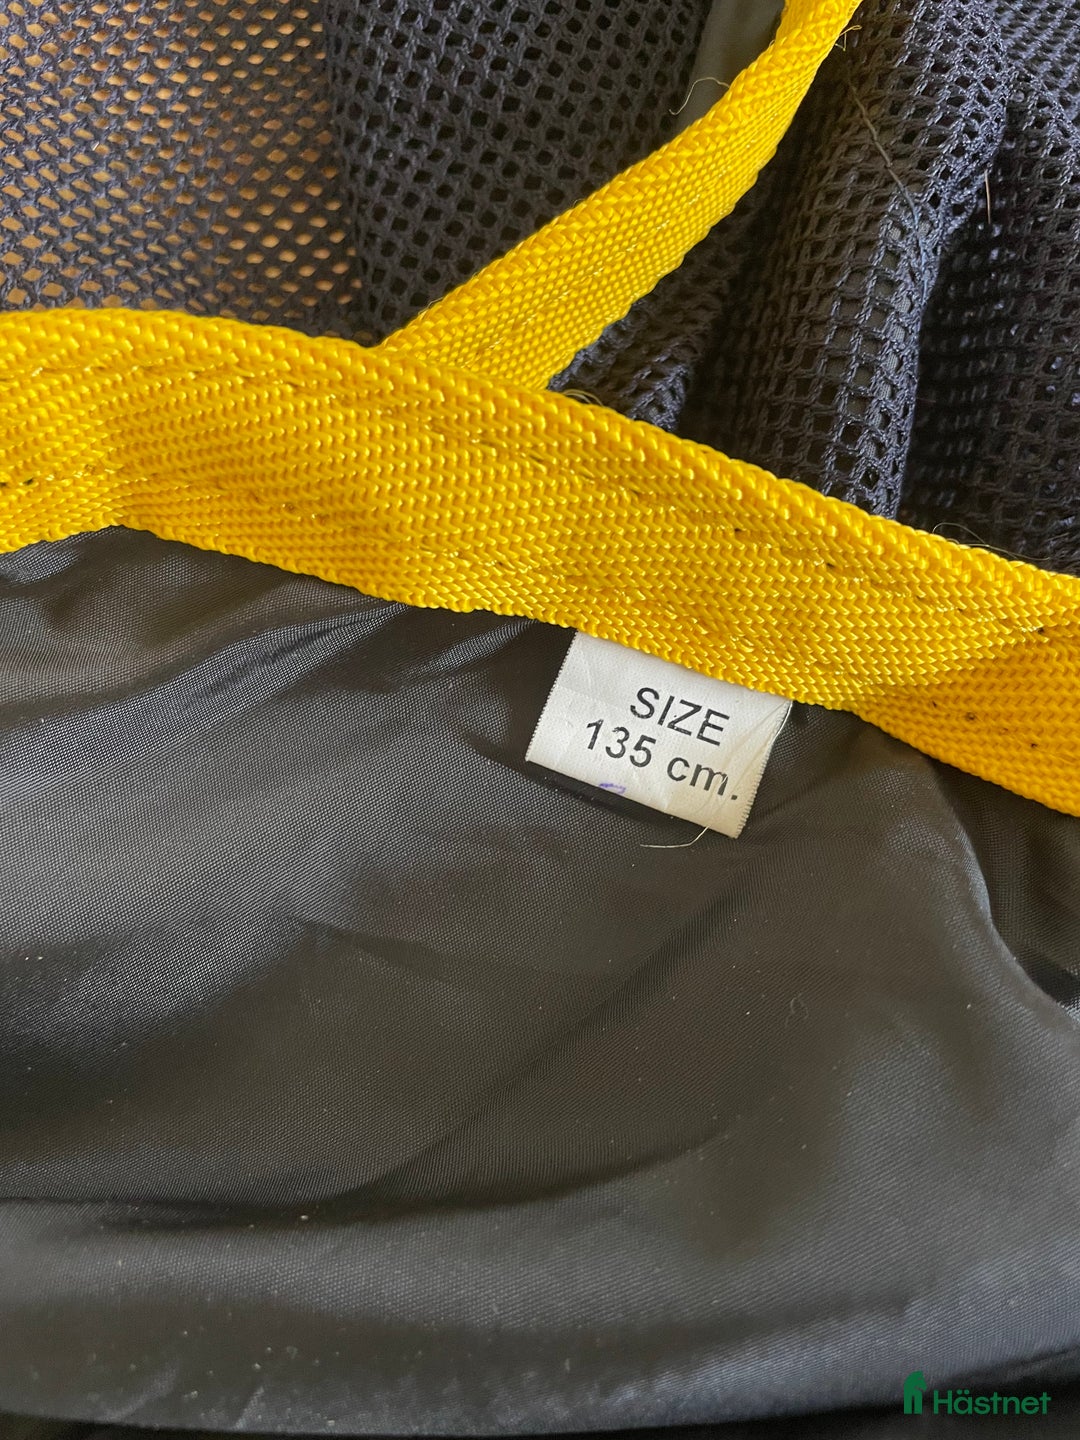 SIZE
135 cm.
Hästnet